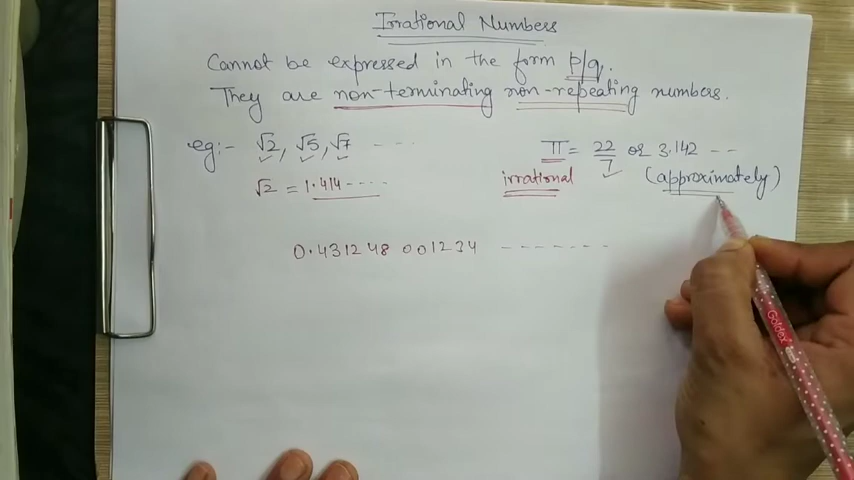 Irrational Numbers
Cannot be expressed in the form p/q.
They are non-terminating non-repeating numbers.
eg:- √2, √5, √7 - - - -
π = 22/7 or 3.142 - -
√2 = 1.414 - - - -
irrational
(approximately)
0.431248 001234 - - - - - - -
Goldex